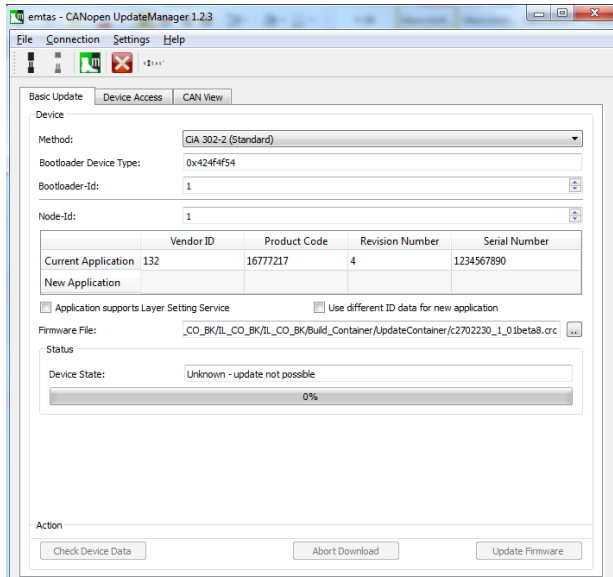 emtas - CANopen UpdateManager 1.2.3
File Connection Settings Help
Basic Update Device Access CAN View
Device
Method: CiA 302-2 (Standard)
Bootloader Device Type: 0x424f4f54
Bootloader-Id: 1
Node-Id: 1
Vendor ID Product Code Revision Number Serial Number
Current Application 132 16777217 4 1234567890
New Application
Application supports Layer Setting Service Use different ID data for new application
Firmware File: _CO_BK/IL_CO_BK/IL_CO_BK/Build_Container/UpdateContainer/c2702230_1_01beta8.crc ...
Status
Device State: Unknown - update not possible
0%
Action
Check Device Data Abort Download Update Firmware